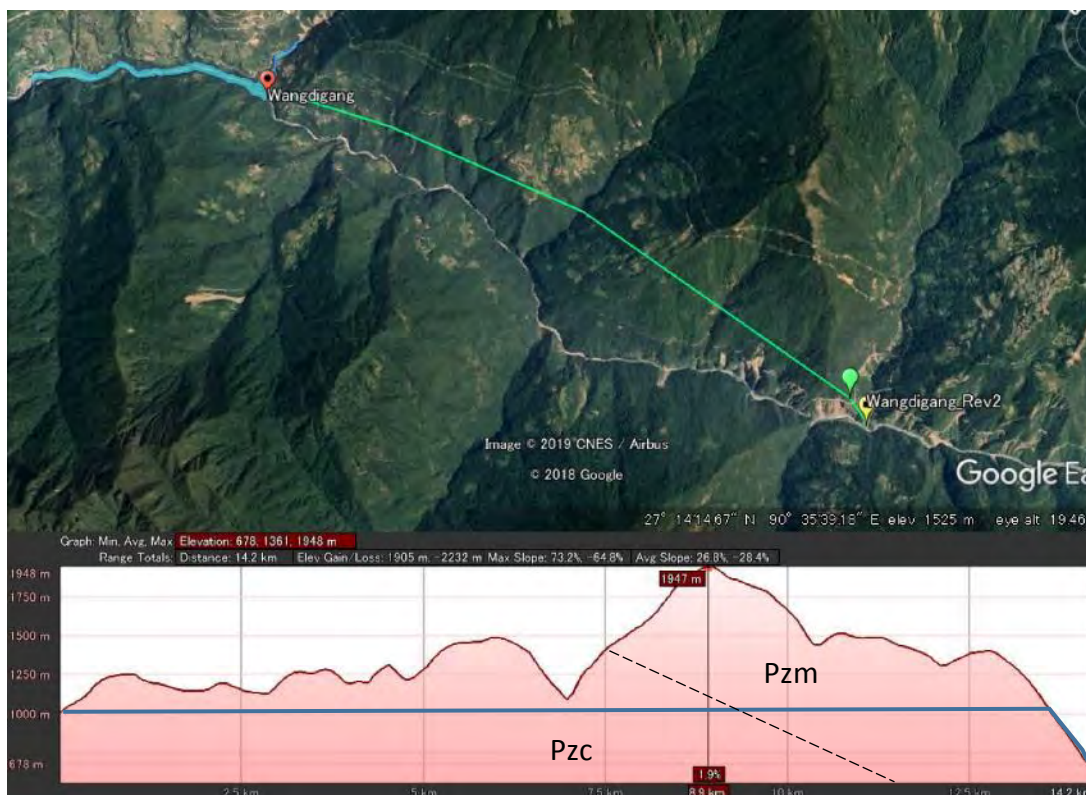 Wangdigang
Wangdigang_Rev2
Image © 2019 CNES / Airbus
© 2018 Google
Google Ea
27° 14'14.67" N 90° 35'39.18" E elev 1525 m eye alt 19.46
Graph: Min, Avg, Max Elevation: 678, 1361, 1948 m
Range Totals: Distance: 14.2 km Elev Gain/Loss: 1905 m, -2232 m Max Slope: 73.2%, -64.8% Avg Slope: 26.8%, -28.4%
1948 m
1947 m
1750 m
1500 m
1250 m
Pzm
1000 m
Pzc
678 m
1.9%
2.5 km 5 km 7.5 km 8.9 km 10 km 12.5 km 14.2 k